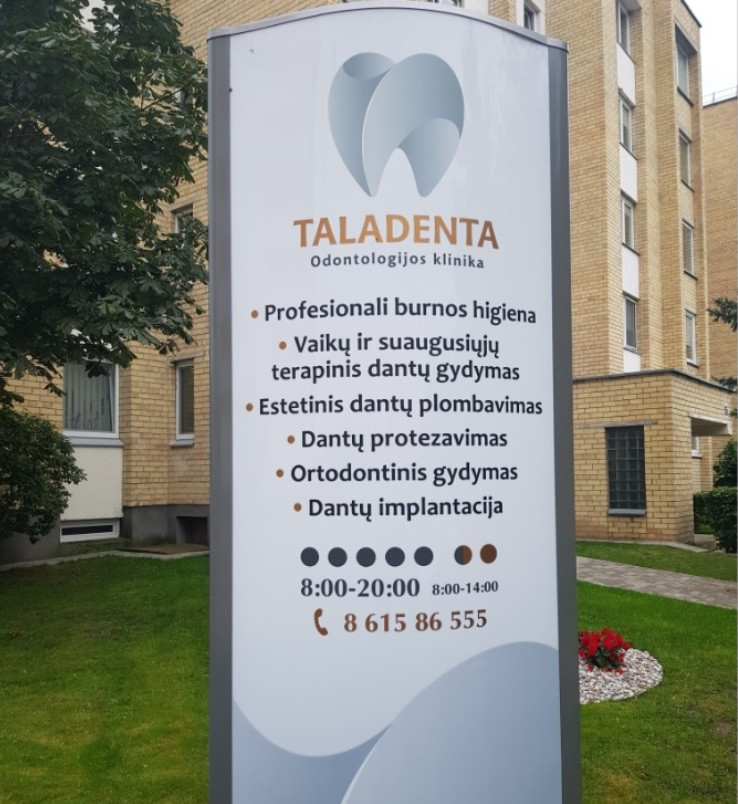 TALADENTA
Odontologijos klinika
• Profesionali burnos higiena
• Vaikų ir suaugusiųjų
terapinis dantų gydymas
• Estetinis dantų plombavimas
• Dantų protezavimas
• Ortodontinis gydymas
• Dantų implantacija
8:00-20:00 8:00-14:00
8 615 86 555